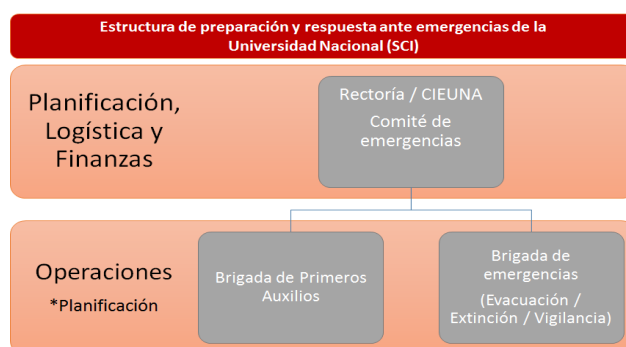 Estructura de preparación y respuesta ante emergencias de la
Universidad Nacional (SCI)
Planificación,
Logística y
Finanzas
Rectoría / CIEUNA
Comité de
emergencias
Operaciones
*Planificación
Brigada de Primeros
Auxilios
Brigada de
emergencias
(Evacuación /
Extinción / Vigilancia)